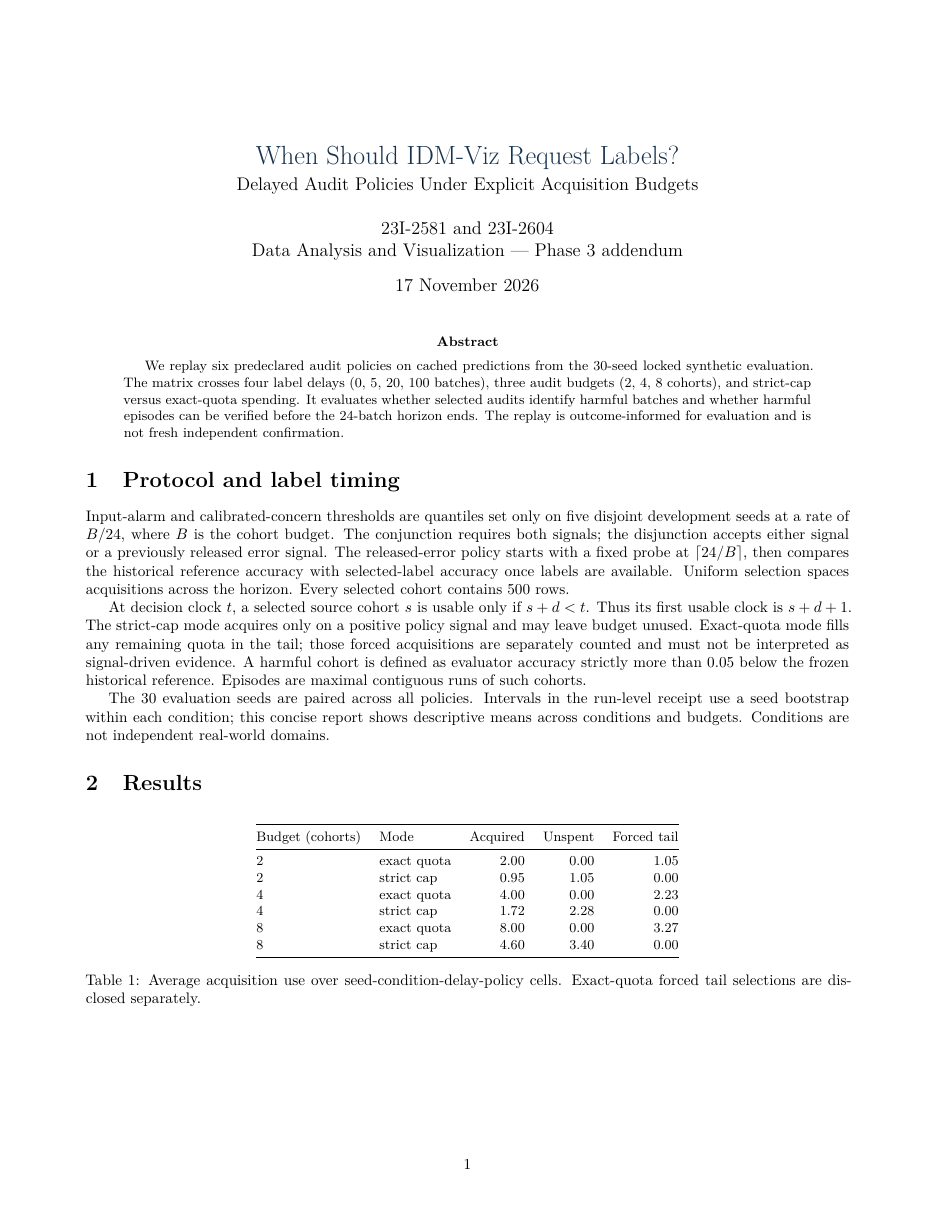 When Should IDM-Viz Request Labels?
Delayed Audit Policies Under Explicit Acquisition Budgets
23I-2581 and 23I-2604
Data Analysis and Visualization — Phase 3 addendum
17 November 2026
Abstract
We replay six predeclared audit policies on cached predictions from the 30-seed locked synthetic evaluation.
The matrix crosses four label delays (0, 5, 20, 100 batches), three audit budgets (2, 4, 8 cohorts), and strict-cap
versus exact-quota spending. It evaluates whether selected audits identify harmful batches and whether harmful
episodes can be verified before the 24-batch horizon ends. The replay is outcome-informed for evaluation and is
not fresh independent confirmation.
1 Protocol and label timing
Input-alarm and calibrated-concern thresholds are quantiles set only on five disjoint development seeds at a rate of
B/24, where B is the cohort budget. The conjunction requires both signals; the disjunction accepts either signal
or a previously released error signal. The released-error policy starts with a fixed probe at ⌈24/B⌉, then compares
the historical reference accuracy with selected-label accuracy once labels are available. Uniform selection spaces
acquisitions across the horizon. Every selected cohort contains 500 rows.
At decision clock t, a selected source cohort s is usable only if s + d < t. Thus its first usable clock is s + d + 1.
The strict-cap mode acquires only on a positive policy signal and may leave budget unused. Exact-quota mode fills
any remaining quota in the tail; those forced acquisitions are separately counted and must not be interpreted as
signal-driven evidence. A harmful cohort is defined as evaluator accuracy strictly more than 0.05 below the frozen
historical reference. Episodes are maximal contiguous runs of such cohorts.
The 30 evaluation seeds are paired across all policies. Intervals in the run-level receipt use a seed bootstrap
within each condition; this concise report shows descriptive means across conditions and budgets. Conditions are
not independent real-world domains.
2 Results
Budget (cohorts) Mode Acquired Unspent Forced tail
2 exact quota 2.00 0.00 1.05
2 strict cap 0.95 1.05 0.00
4 exact quota 4.00 0.00 2.23
4 strict cap 1.72 2.28 0.00
8 exact quota 8.00 0.00 3.27
8 strict cap 4.60 3.40 0.00
Table 1: Average acquisition use over seed-condition-delay-policy cells. Exact-quota forced tail selections are dis-
closed separately.
1